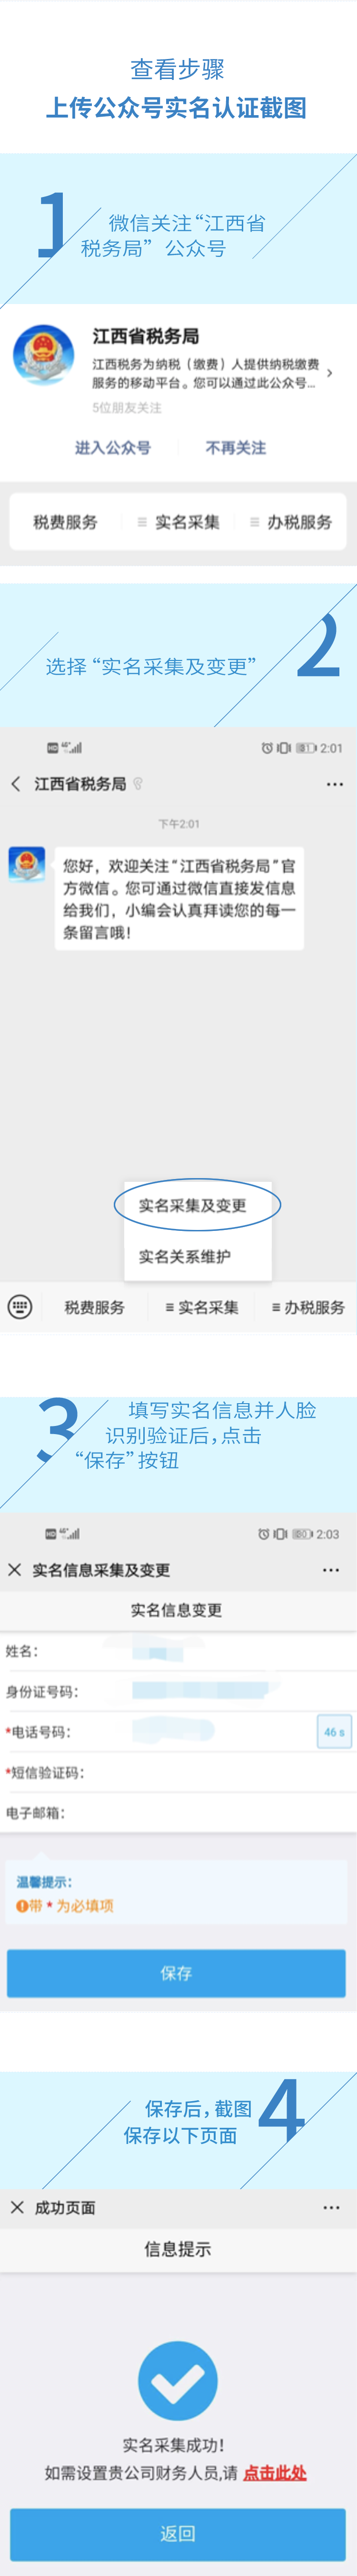 查看步骤
上传公众号实名认证截图
1
微信关注“江西省
税务局” 公众号
江西省税务局
江西税务为纳税（缴费）人提供纳税缴费
服务的移动平台。您可以通过此公众号...
5位朋友关注
进入公众号 不再关注
税费服务 实名采集 办税服务
2
选择 “实名采集及变更”
HD 2:01
江西省税务局
下午2:01
您好，欢迎关注“江西省税务局”官
方微信。您可通过微信直接发信息
给我们，小编会认真拜读您的每一
条留言哦！
实名采集及变更
实名关系维护
税费服务 实名采集 办税服务
3
填写实名信息并人脸
识别验证后，点击
“保存” 按钮
HD 2:03
实名信息采集及变更
实名信息变更
姓名：
身份证号码：
*电话号码： 46 s
*短信验证码：
电子邮箱：
温馨提示：
带 * 为必填项
保存
4
保存后，截图
保存以下页面
成功页面
信息提示
实名采集成功！
如需设置贵公司财务人员,请 点击此处
返回